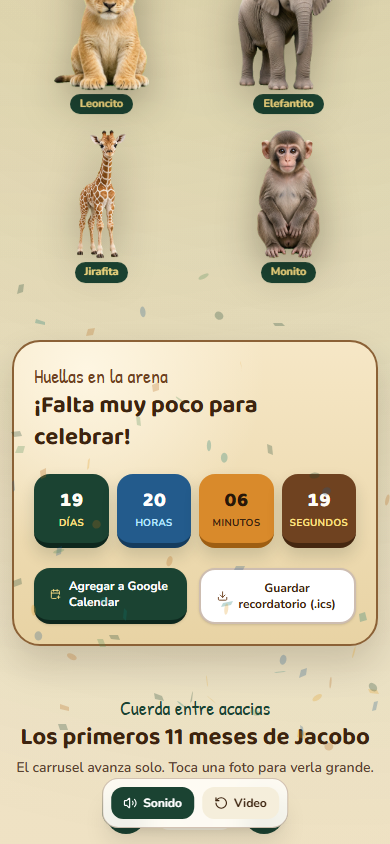 Leoncito
Elefantito
Jirafita
Monito
Huellas en la arena
¡Falta muy poco para
celebrar!
19
DÍAS
20
HORAS
06
MINUTOS
19
SEGUNDOS
Agregar a Google
Calendar
Guardar
recordatorio (.ics)
Cuerda entre acacias
Los primeros 11 meses de Jacobo
El carrusel avanza solo. Toca una foto para verla grande.
Sonido
Video